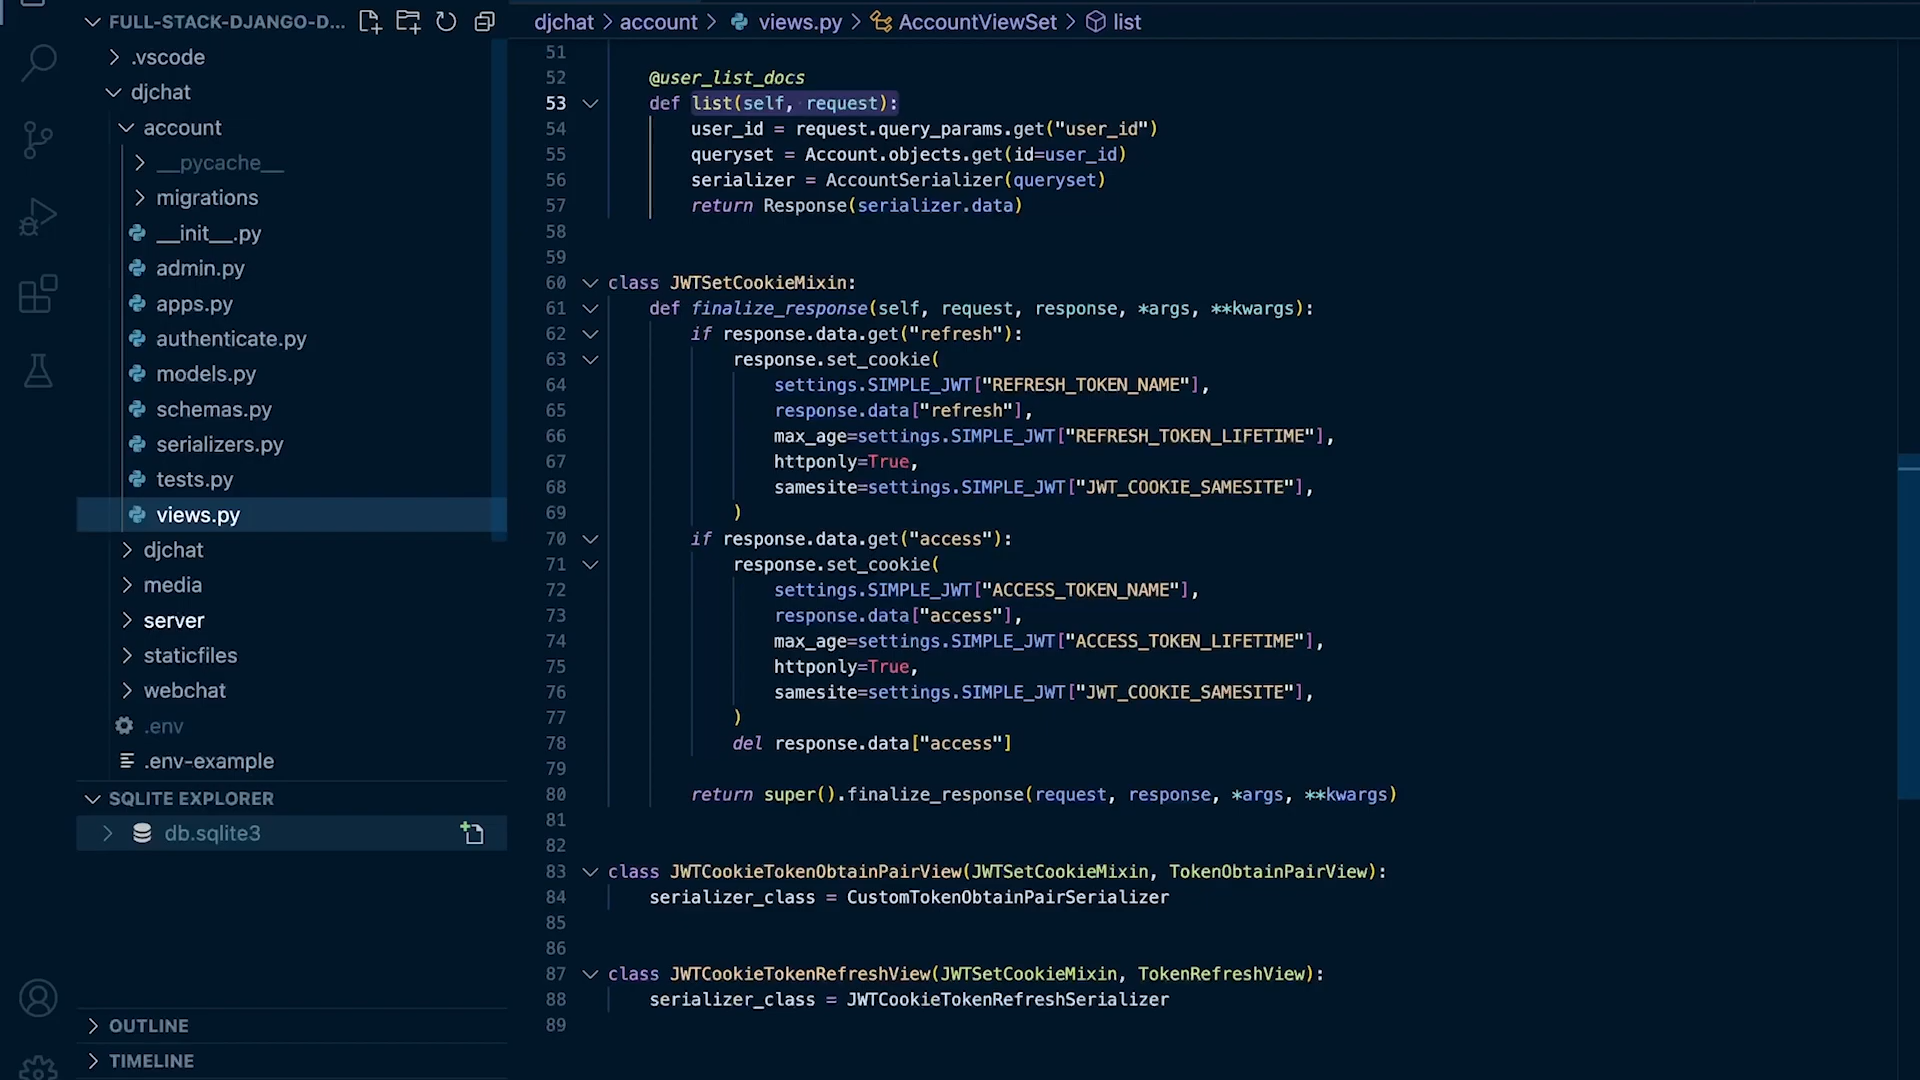 FULL-STACK-DJANGO-D...
.vscode
djchat
account
__pycache__
migrations
__init__.py
admin.py
apps.py
authenticate.py
models.py
schemas.py
serializers.py
tests.py
views.py
djchat
media
server
staticfiles
webchat
.env
.env-example
SQLITE EXPLORER
db.sqlite3
OUTLINE
TIMELINE
djchat > account > views.py > AccountViewSet > list
51
52 @user_list_docs
53 def list(self, request):
54 user_id = request.query_params.get("user_id")
55 queryset = Account.objects.get(id=user_id)
56 serializer = AccountSerializer(queryset)
57 return Response(serializer.data)
58
59
60 class JWTSetCookieMixin:
61 def finalize_response(self, request, response, *args, **kwargs):
62 if response.data.get("refresh"):
63 response.set_cookie(
64 settings.SIMPLE_JWT["REFRESH_TOKEN_NAME"],
65 response.data["refresh"],
66 max_age=settings.SIMPLE_JWT["REFRESH_TOKEN_LIFETIME"],
67 httponly=True,
68 samesite=settings.SIMPLE_JWT["JWT_COOKIE_SAMESITE"],
69 )
70 if response.data.get("access"):
71 response.set_cookie(
72 settings.SIMPLE_JWT["ACCESS_TOKEN_NAME"],
73 response.data["access"],
74 max_age=settings.SIMPLE_JWT["ACCESS_TOKEN_LIFETIME"],
75 httponly=True,
76 samesite=settings.SIMPLE_JWT["JWT_COOKIE_SAMESITE"],
77 )
78 del response.data["access"]
79
80 return super().finalize_response(request, response, *args, **kwargs)
81
82
83 class JWTCookieTokenObtainPairView(JWTSetCookieMixin, TokenObtainPairView):
84 serializer_class = CustomTokenObtainPairSerializer
85
86
87 class JWTCookieTokenRefreshView(JWTSetCookieMixin, TokenRefreshView):
88 serializer_class = JWTCookieTokenRefreshSerializer
89